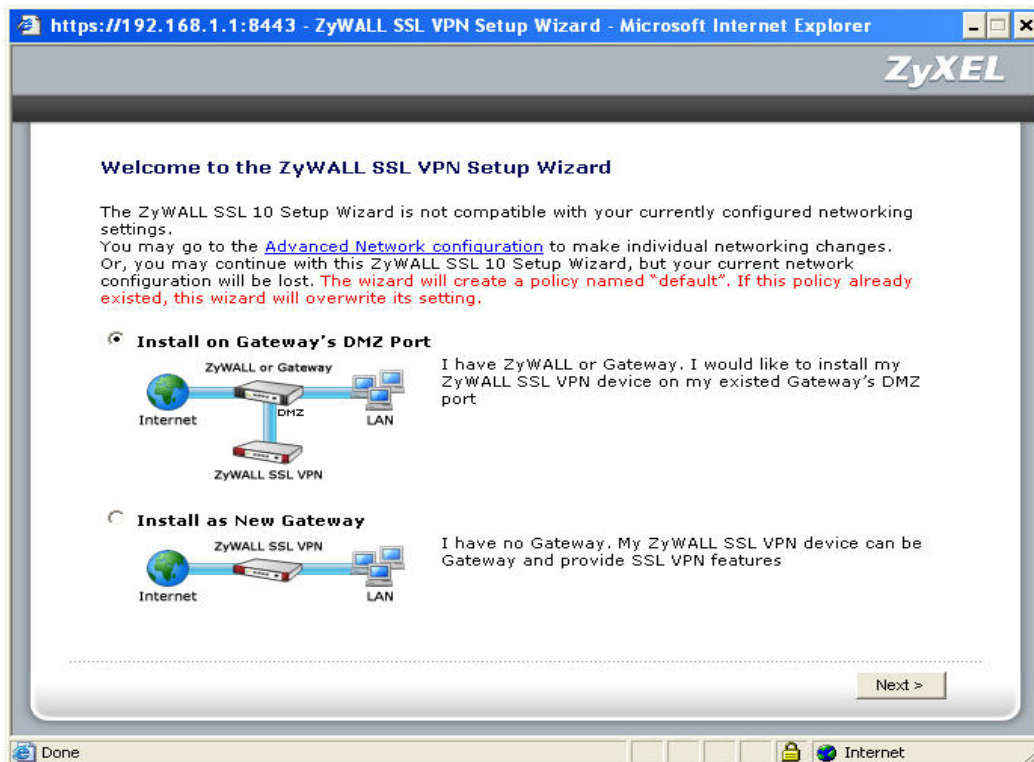 https://192.168.1.1:8443 - ZyWALL SSL VPN Setup Wizard - Microsoft Internet Explorer
ZyXEL
Welcome to the ZyWALL SSL VPN Setup Wizard
The ZyWALL SSL 10 Setup Wizard is not compatible with your currently configured networking
settings.
You may go to the Advanced Network configuration to make individual networking changes.
Or, you may continue with this ZyWALL SSL 10 Setup Wizard, but your current network
configuration will be lost. The wizard will create a policy named “default”. If this policy already
existed, this wizard will overwrite its setting.
Install on Gateway’s DMZ Port
ZyWALL or Gateway
Internet
DMZ
LAN
ZyWALL SSL VPN
I have ZyWALL or Gateway. I would like to install my
ZyWALL SSL VPN device on my existed Gateway’s DMZ
port
Install as New Gateway
ZyWALL SSL VPN
Internet
LAN
I have no Gateway. My ZyWALL SSL VPN device can be
Gateway and provide SSL VPN features
Next >
Done
Internet